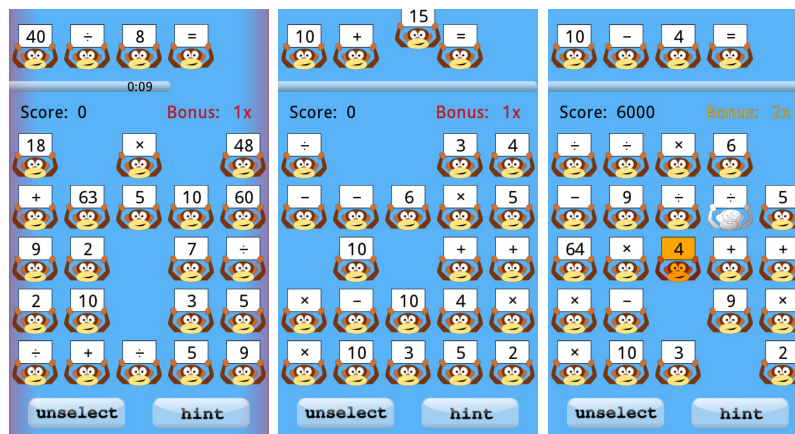 40 ÷ 8 =
0:09
Score: 0 Bonus: 1x
18 × 48
+ 63 5 10 60
9 2 7 ÷
2 10 3 5
÷ + ÷ 5 9
unselect hint
10 + 15 =
Score: 0 Bonus: 1x
÷ 3 4
− − 6 × 5
10 + +
× − 10 4 ×
× 10 3 5 2
unselect hint
10 − 4 =
Score: 6000 Bonus: 2x
÷ ÷ × 6
− 9 ÷ ÷ 5
64 × 4 + +
× − 9 ×
× 10 3 2
unselect hint